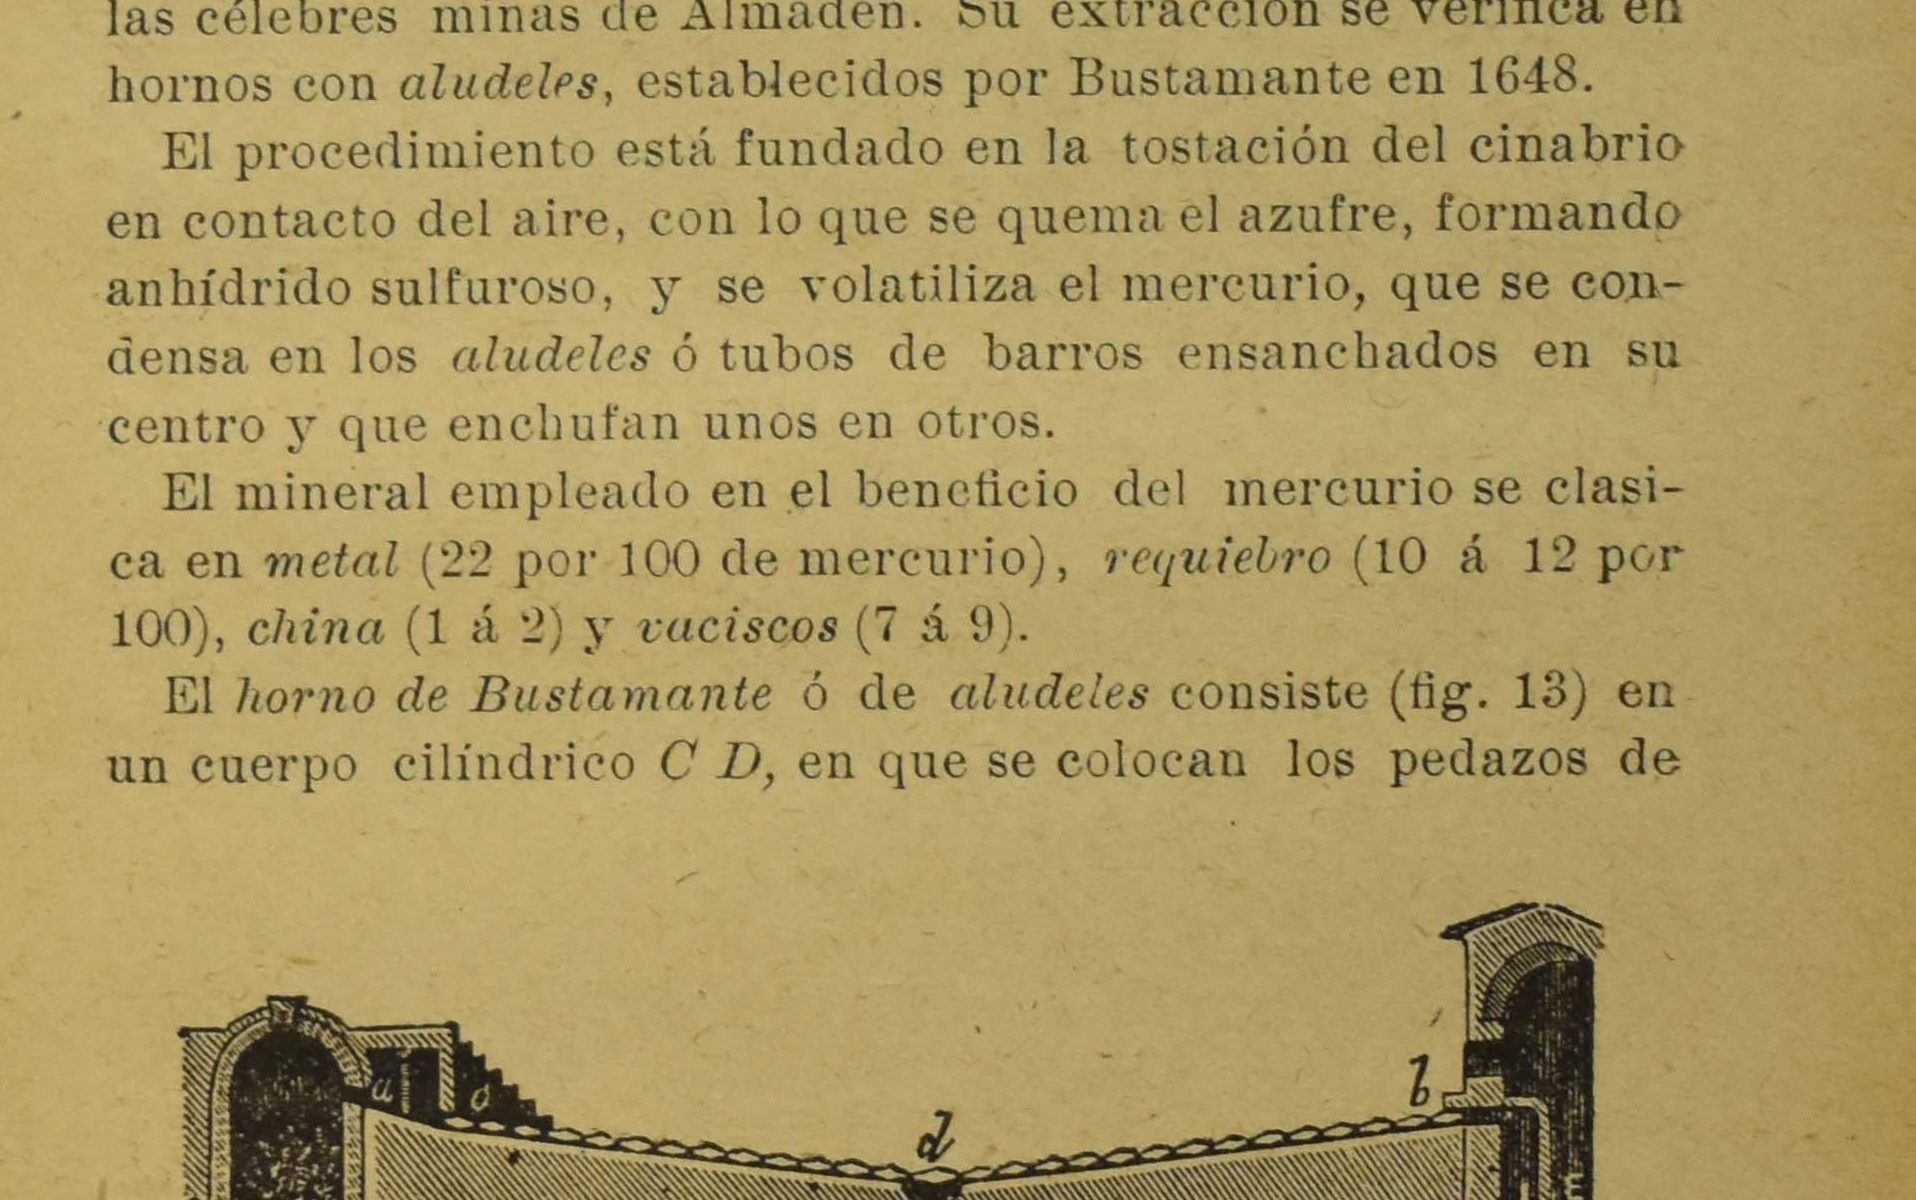 las célebres minas de Almadén. Su extracción se verifica en
hornos con aludeles, establecidos por Bustamante en 1648.
El procedimiento está fundado en la tostación del cinabrio
en contacto del aire, con lo que se quema el azufre, formando
anhídrido sulfuroso, y se volatiliza el mercurio, que se con-
densa en los aludeles ó tubos de barros ensanchados en su
centro y que enchufan unos en otros.
El mineral empleado en el beneficio del mercurio se clasi-
ca en metal (22 por 100 de mercurio), requiebro (10 á 12 por
100), china (1 á 2) y vaciscos (7 á 9).
El horno de Bustamante ó de aludeles consiste (fig. 13) en
un cuerpo cilíndrico C D, en que se colocan los pedazos de
b
a
d